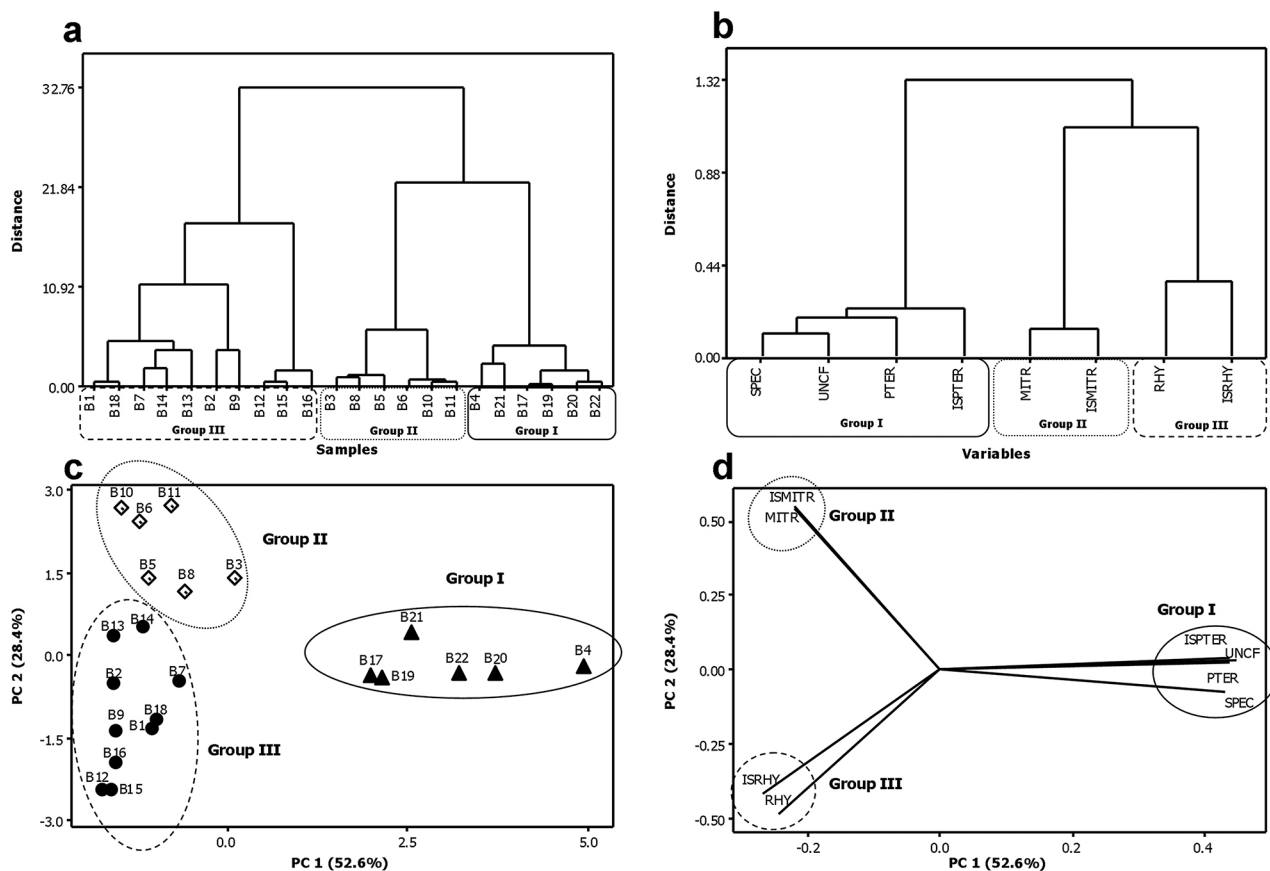 a
32.76
21.84
10.92
0.00
Distance
B1 B18 B7 B14 B13 B2 B9 B12 B15 B16 B3 B8 B5 B6 B10 B11 B4 B21 B17 B19 B20 B22
Group III Group II Group I
Samples
b
1.32
0.88
0.44
0.00
Distance
SPEC UNCF PTER ISPTER MITR ISMITR RHY ISRHY
Group I Group II Group III
Variables
c
3.0
1.5
0.0
-1.5
-3.0
PC 2 (28.4%)
B10 B11
B6
Group II
B5 B8 B3
Group I
B13 B14
B21
B17 B19 B22 B20 B4
B2 B7
B9 B18
B1
Group III
B16
B12 B15
0.0 2.5 5.0
PC 1 (52.6%)
d
0.50
0.25
0.00
-0.25
-0.50
PC 2 (28.4%)
ISMITR
MITR Group II
Group I
ISPTER
UNCF
PTER
SPEC
ISRHY Group III
RHY
-0.2 0.0 0.2 0.4
PC 1 (52.6%)